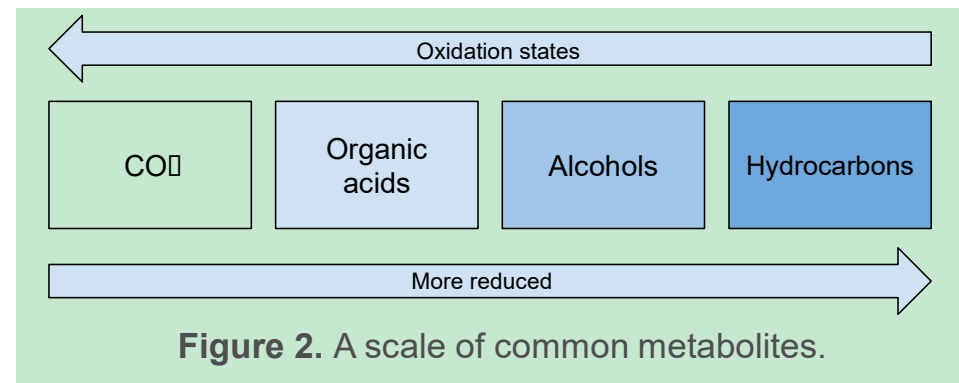 Oxidation states
CO▯
Organic
acids
Alcohols
Hydrocarbons
More reduced
Figure 2. A scale of common metabolites.